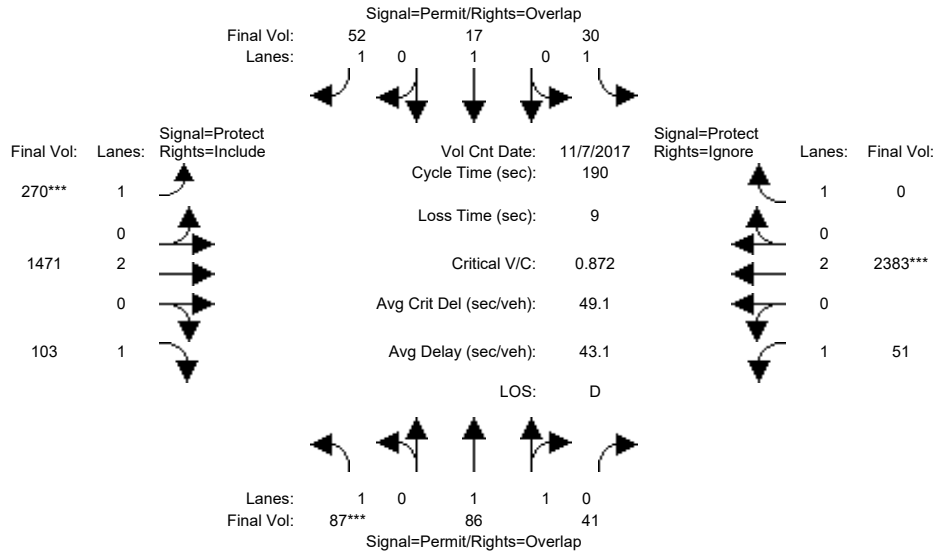 Signal=Permit/Rights=Overlap
Final Vol: 52 17 30
Lanes: 1 0 1 0 1
Signal=Protect
Final Vol: Lanes: Rights=Include
Vol Cnt Date: 11/7/2017
Signal=Protect
Rights=Ignore Lanes: Final Vol:
Cycle Time (sec): 190
270*** 1
1 0
Loss Time (sec): 9
0
0
1471 2
Critical V/C: 0.872
2 2383***
0
Avg Crit Del (sec/veh): 49.1
0
103 1
Avg Delay (sec/veh): 43.1
1 51
LOS: D
Lanes: 1 0 1 1 0
Final Vol: 87*** 86 41
Signal=Permit/Rights=Overlap